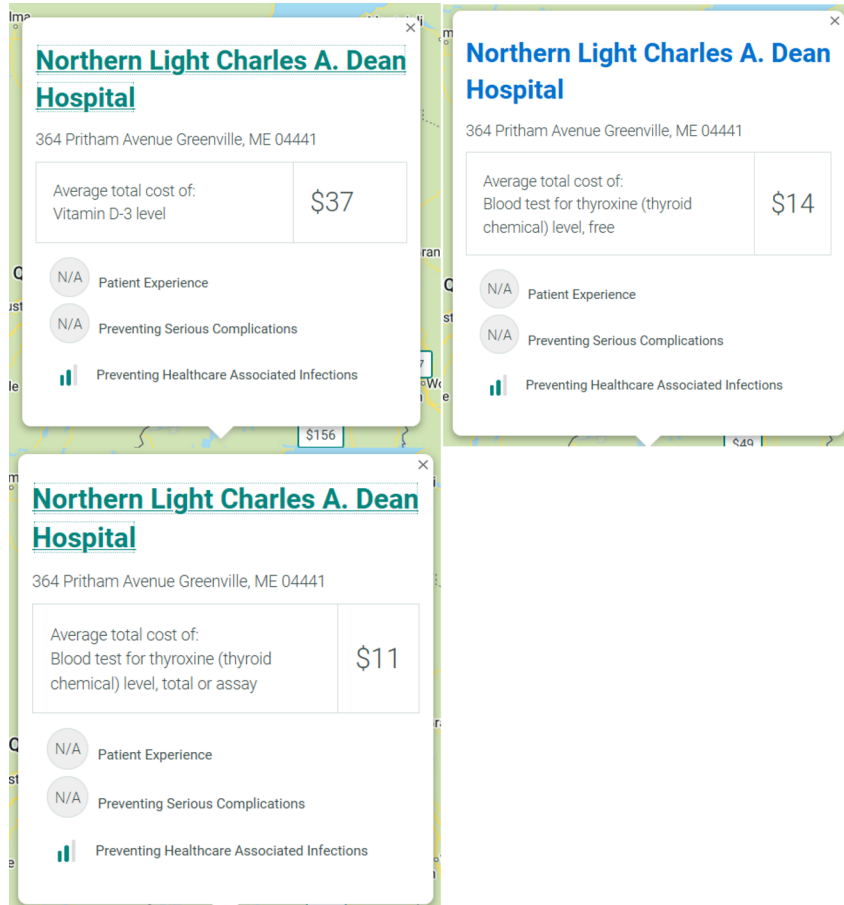 Northern Light Charles A. Dean
Hospital
364 Pritham Avenue Greenville, ME 04441
Average total cost of:
Vitamin D-3 level
$37
N/A
Patient Experience
N/A
Preventing Serious Complications
Preventing Healthcare Associated Infections
$156
Northern Light Charles A. Dean
Hospital
364 Pritham Avenue Greenville, ME 04441
Average total cost of:
Blood test for thyroxine (thyroid
chemical) level, free
$14
N/A
Patient Experience
N/A
Preventing Serious Complications
Preventing Healthcare Associated Infections
$49
Northern Light Charles A. Dean
Hospital
364 Pritham Avenue Greenville, ME 04441
Average total cost of:
Blood test for thyroxine (thyroid
chemical) level, total or assay
$11
N/A
Patient Experience
N/A
Preventing Serious Complications
Preventing Healthcare Associated Infections